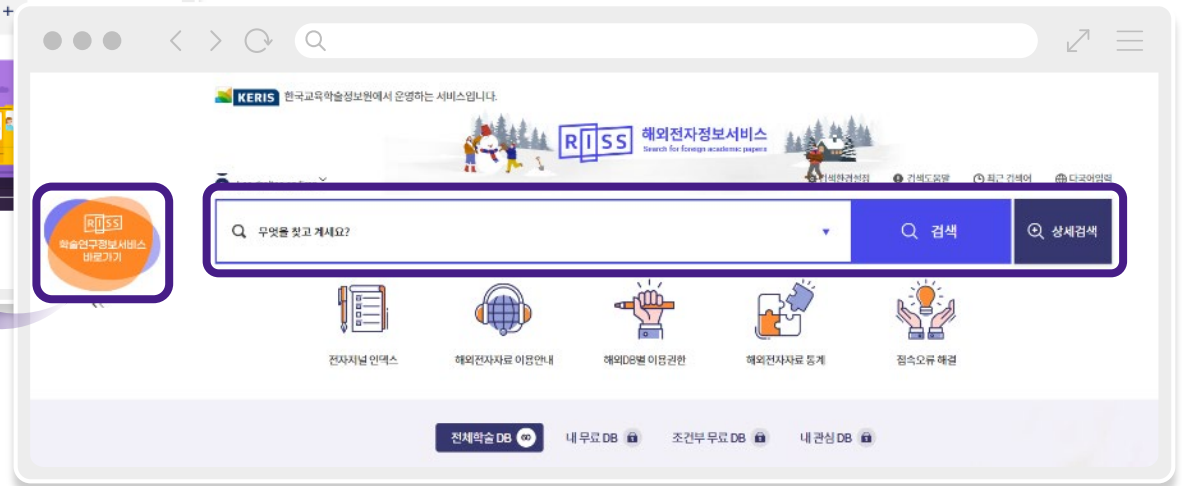 KERIS 한국교육학술정보원에서 운영하는 서비스입니다.
RISS 해외전자정보서비스
Search for foreign academic papers
검색환경설정 검색도움말 최근 검색어 다국어입력
RISS
학술연구정보서비스
바로가기
무엇을 찾고 계세요? 검색 상세검색
전자저널 인덱스 해외전자자료 이용안내 해외DB별 이용권한 해외전자자료 통계 접속오류 해결
전체학술 DB 60 내 무료 DB 조건부 무료 DB 내 관심 DB